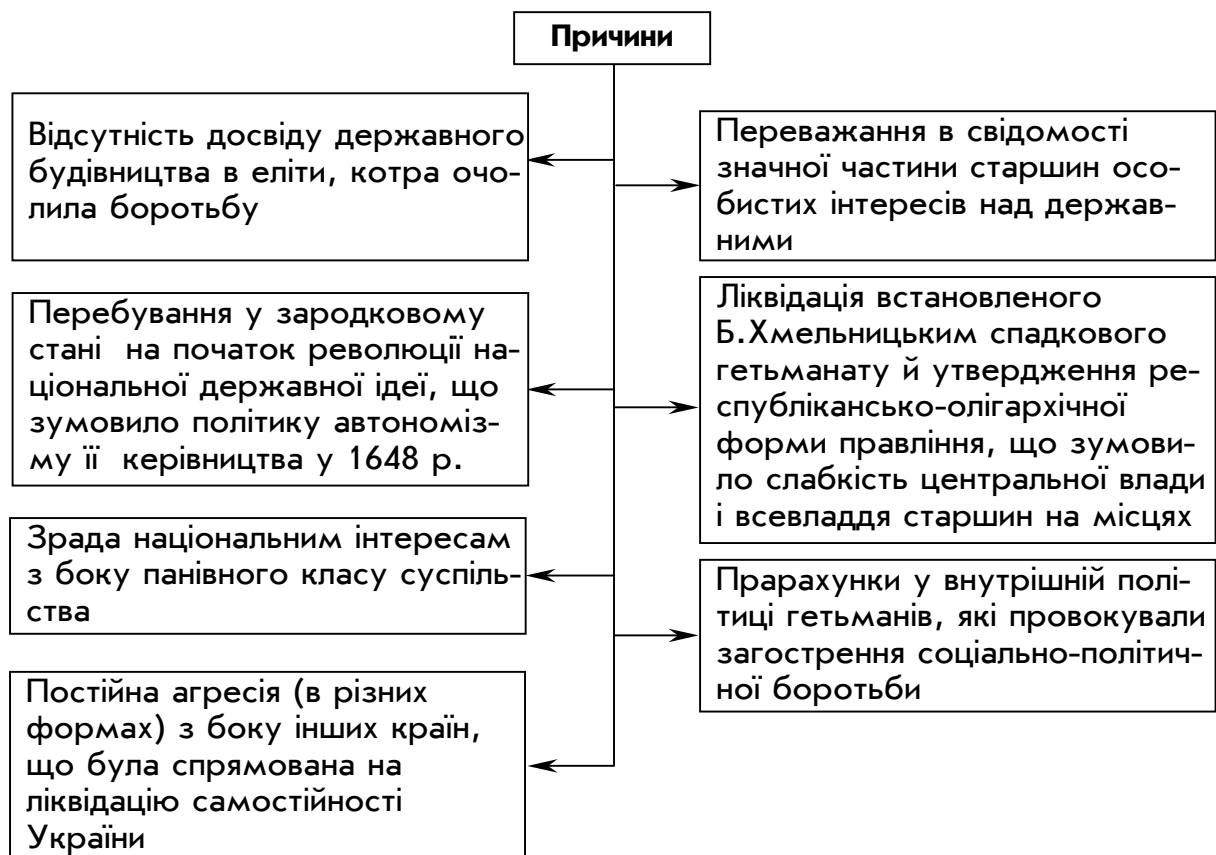 Причини
Відсутність досвіду державного
будівництва в еліти, котра очо-
лила боротьбу
Переважання в свідомості
значної частини старшин осо-
бистих інтересів над держав-
ними
Перебування у зародковому
стані на початок революції на-
ціональної державної ідеї, що
зумовило політику автономіз-
му її керівництва у 1648 р.
Ліквідація встановленого
Б.Хмельницьким спадкового
гетьманату й утвердження ре-
спублікансько-олігархічної
форми правління, що зумови-
ло слабкість центральної влади
і всевладдя старшин на місцях
Зрада національним інтересам
з боку панівного класу суспіль-
ства
Прарахунки у внутрішній полі-
тиці гетьманів, які провокували
загострення соціально-політич-
ної боротьби
Постійна агресія (в різних
формах) з боку інших країн,
що була спрямована на
ліквідацію самостійності
України